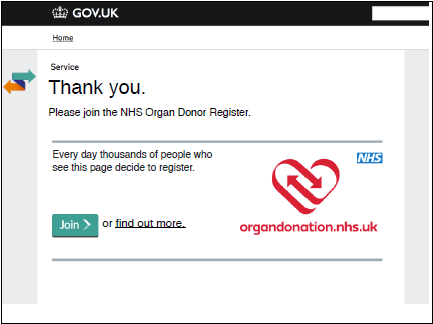 GOV.UK
Home
Service
Thank you.
Please join the NHS Organ Donor Register.
Every day thousands of people who
see this page decide to register.
NHS
Join or find out more.
organdonation.nhs.uk